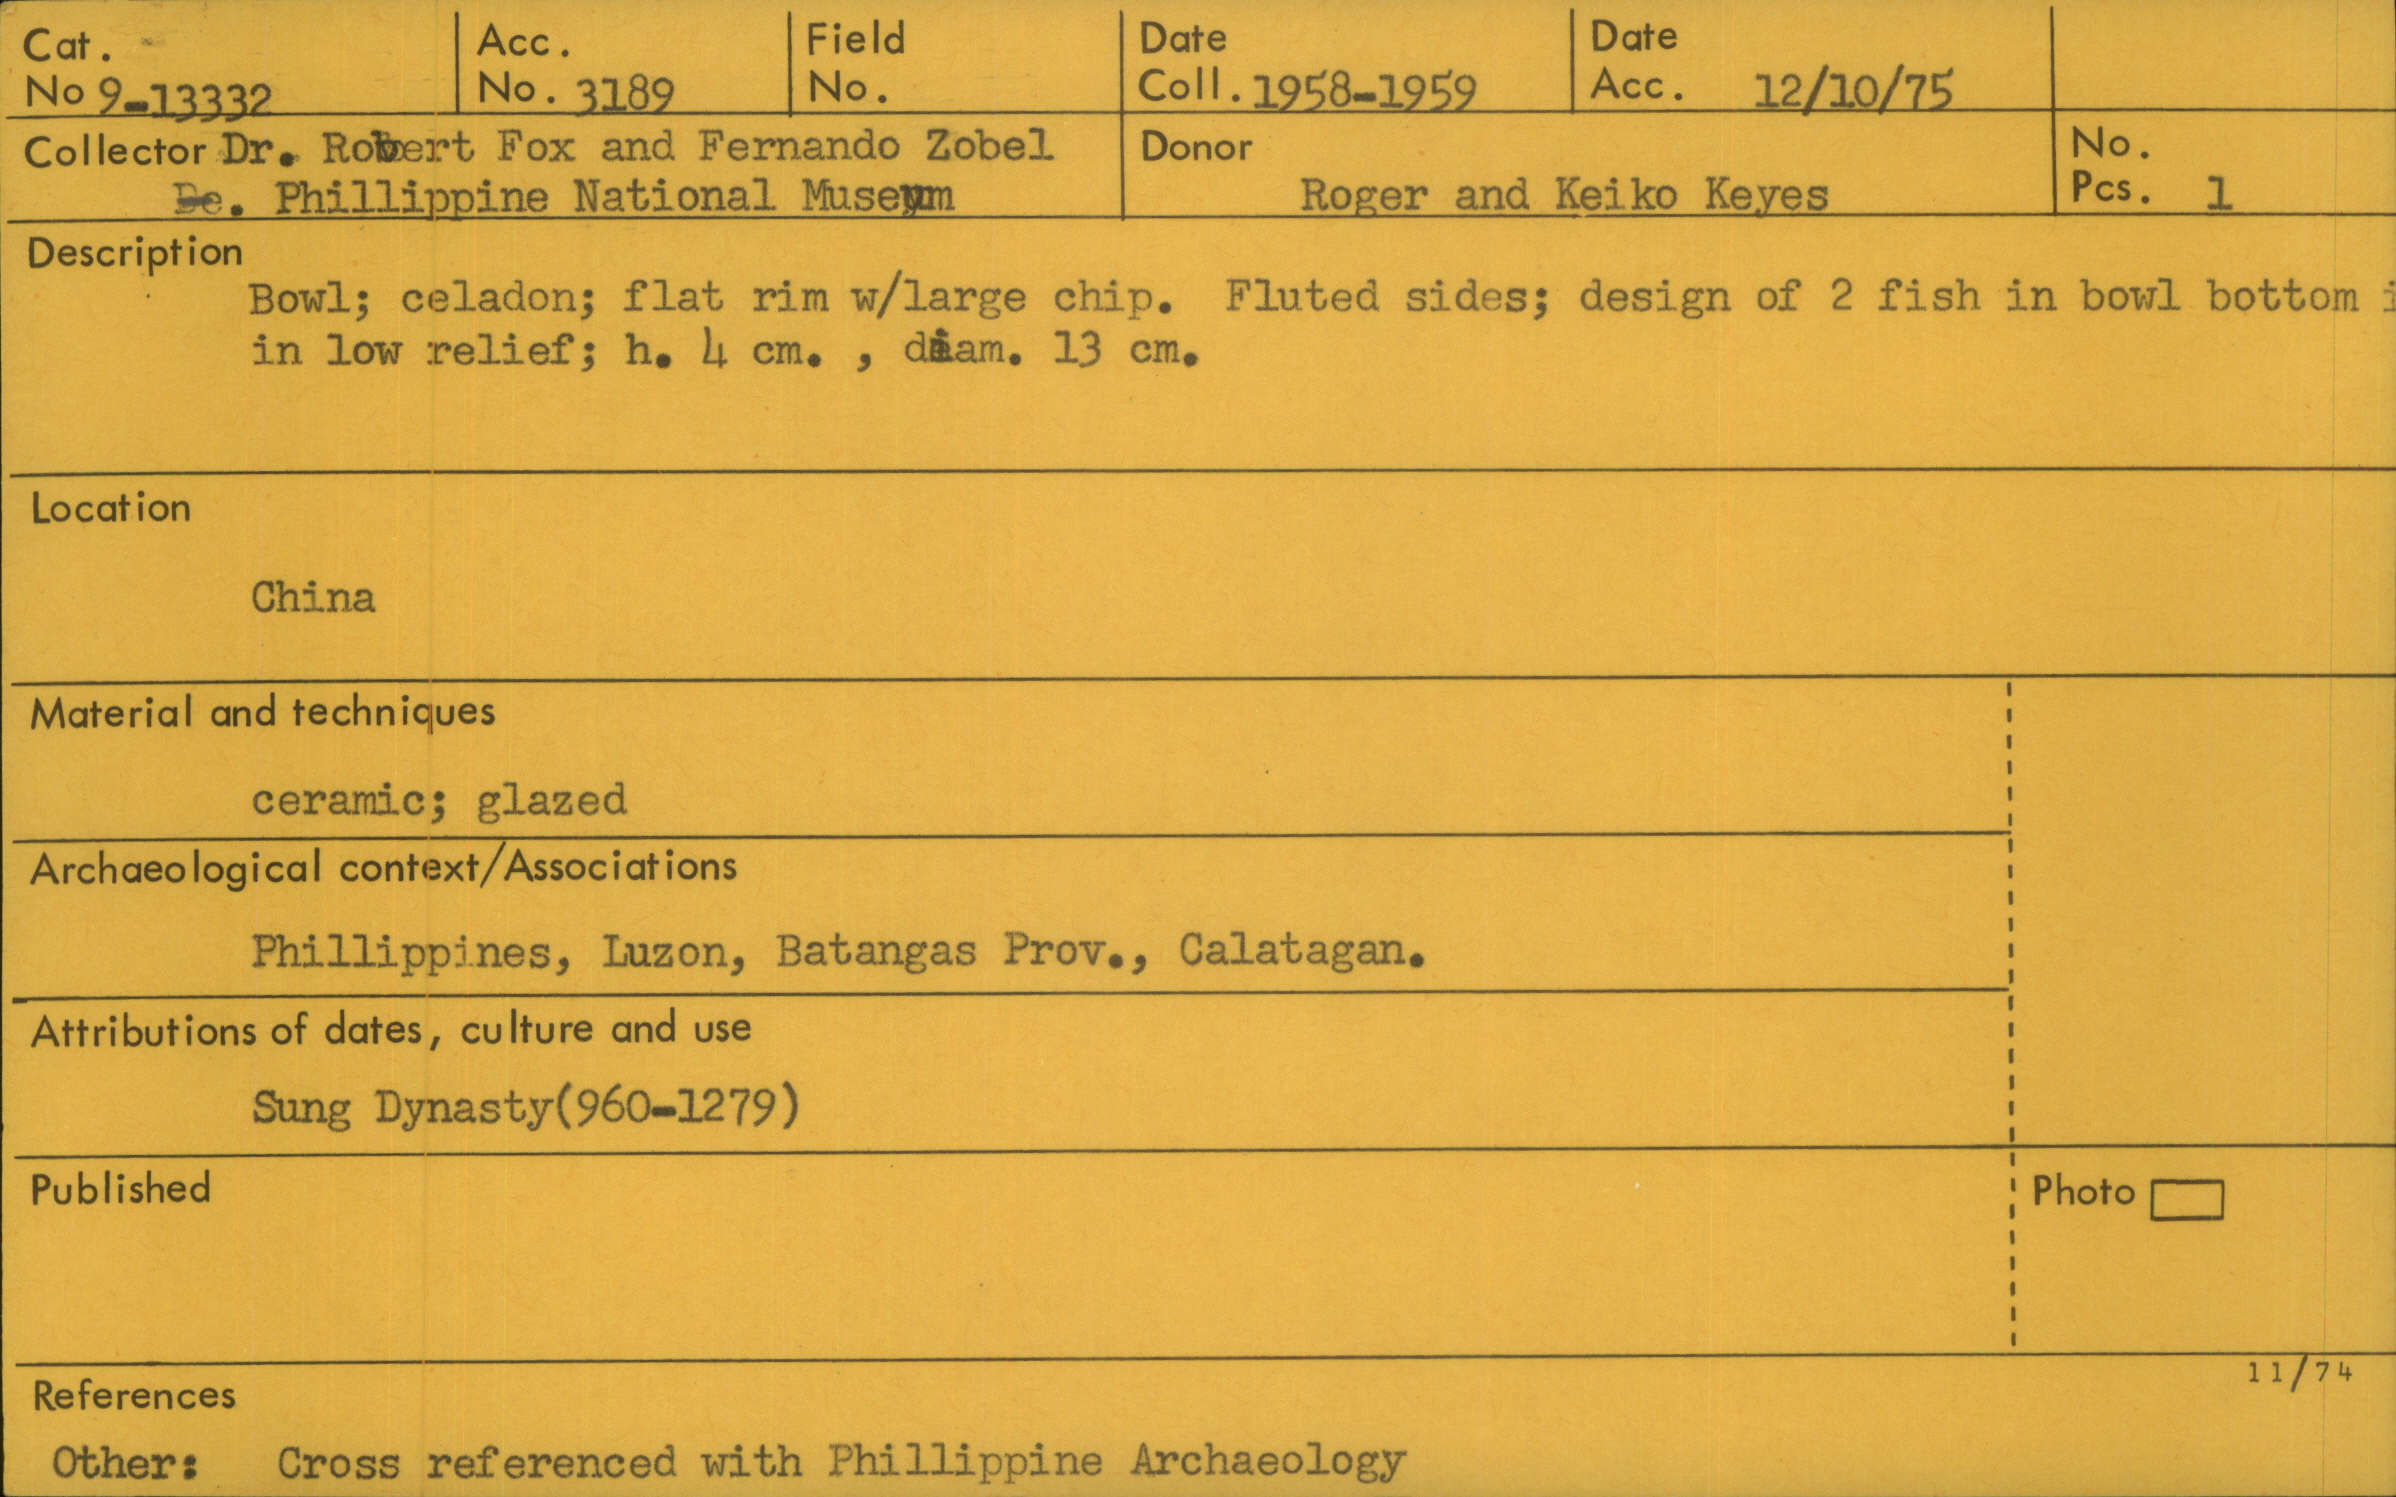 Cat. No 9-13332
Acc. No. 3189
Field No.
Date Coll. 1958-1959
Date Acc. 12/10/75
Collector Dr. Robert Fox and Fernando Zobel
De. Phillippine National Museum
Donor
Roger and Keiko Keyes
No. Pcs. 1
Description
Bowl; celadon; flat rim w/large chip. Fluted sides; design of 2 fish in bowl bottom i
in low relief; h. 4 cm. , diam. 13 cm.
Location
China
Material and techniques
ceramic; glazed
Archaeological context/Associations
Phillippines, Luzon, Batangas Prov., Calatagan.
Attributions of dates, culture and use
Sung Dynasty(960-1279)
Published
Photo
11/74
References
Other: Cross referenced with Phillippine Archaeology